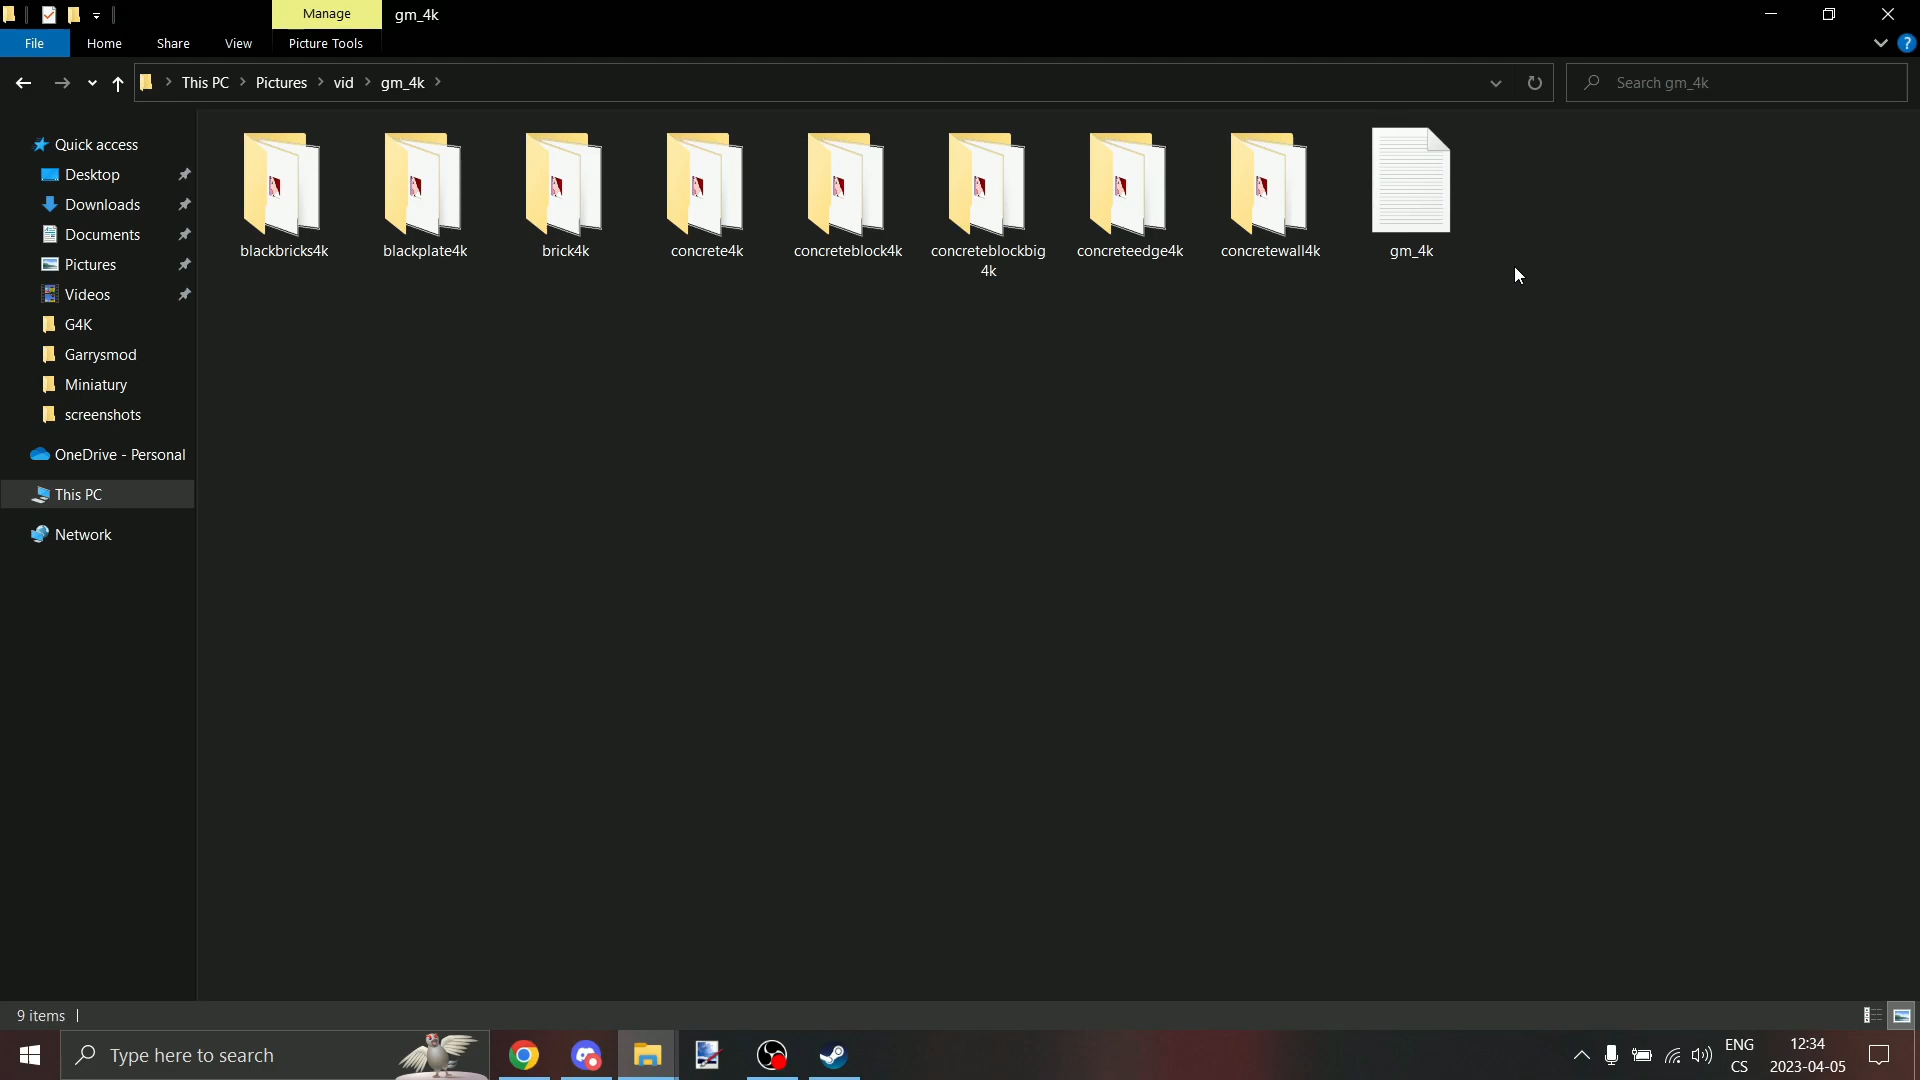 Manage
gm_4k
File
Home
Share
View
Picture Tools
?
This PC
Pictures
vid
gm_4k
Search gm_4k
Quick access
Desktop
Downloads
Documents
Pictures
Videos
G4K
Garrysmod
Miniatury
screenshots
OneDrive - Personal
This PC
Network
blackbricks4k
blackplate4k
brick4k
concrete4k
concreteblock4k
concreteblockbig
4k
concreteedge4k
concretewall4k
gm_4k
9 items
Type here to search
ENG
CS
12:34
2023-04-05